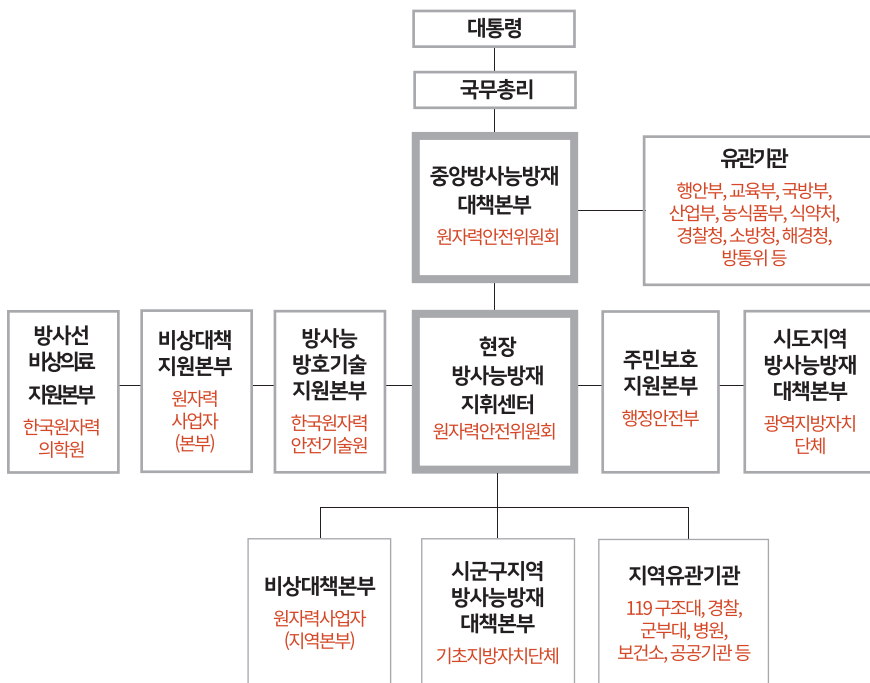 대통령
국무총리
중앙방사능방재
대책본부
원자력안전위원회
유관기관
행안부, 교육부, 국방부,
산업부, 농식품부, 식약처,
경찰청, 소방청, 해경청,
방통위 등
방사선
비상의료
지원본부
한국원자력
의학원
비상대책
지원본부
원자력
사업자
(본부)
방사능
방호기술
지원본부
한국원자력
안전기술원
현장
방사능방재
지휘센터
원자력안전위원회
주민보호
지원본부
행정안전부
시도지역
방사능방재
대책본부
광역지방자치
단체
비상대책본부
원자력사업자
(지역본부)
시군구지역
방사능방재
대책본부
기초지방자치단체
지역유관기관
119 구조대, 경찰,
군부대, 병원,
보건소, 공공기관 등